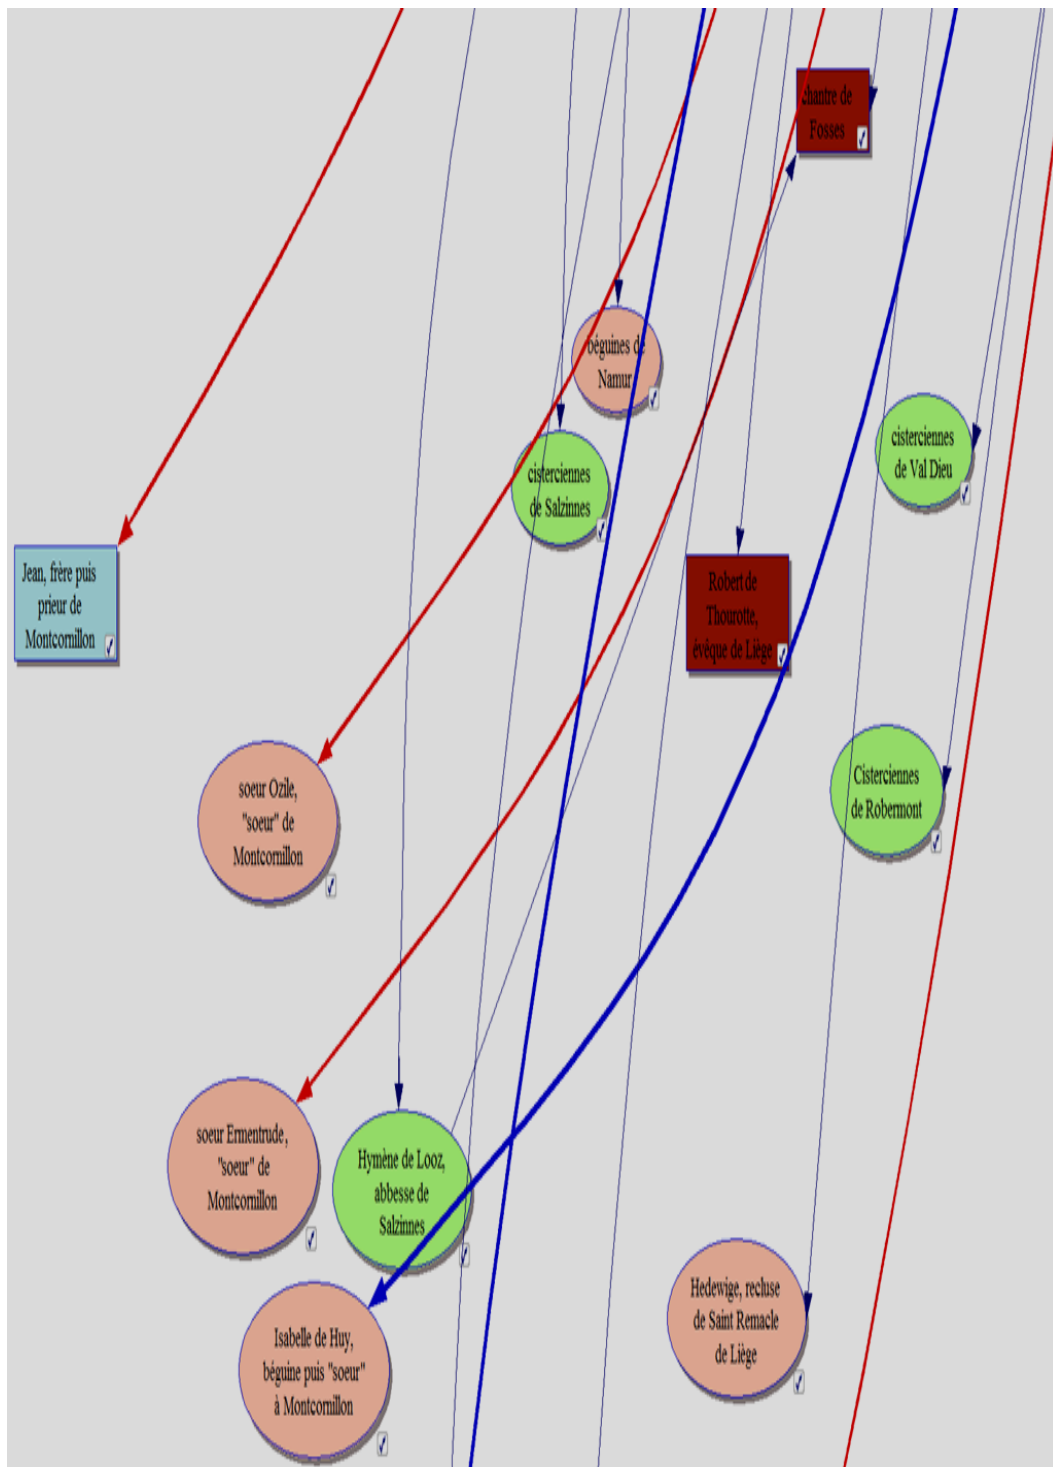 chantre de
Fosses
béguines de
Namur
cisterciennes
de Val Dieu
cisterciennes
de Salzinnes
Jean, frère puis
prieur de
Montcornillon
Robert de
Thourotte,
évêque de Liège
soeur Ozile,
"soeur" de
Montcornillon
Cisterciennes
de Robermont
soeur Ermentrude,
"soeur" de
Montcornillon
Hymène de Looz,
abbesse de
Salzinnes
Hedewige, recluse
de Saint Remacle
de Liège
Isabelle de Huy,
béguine puis "soeur"
à Montcornillon